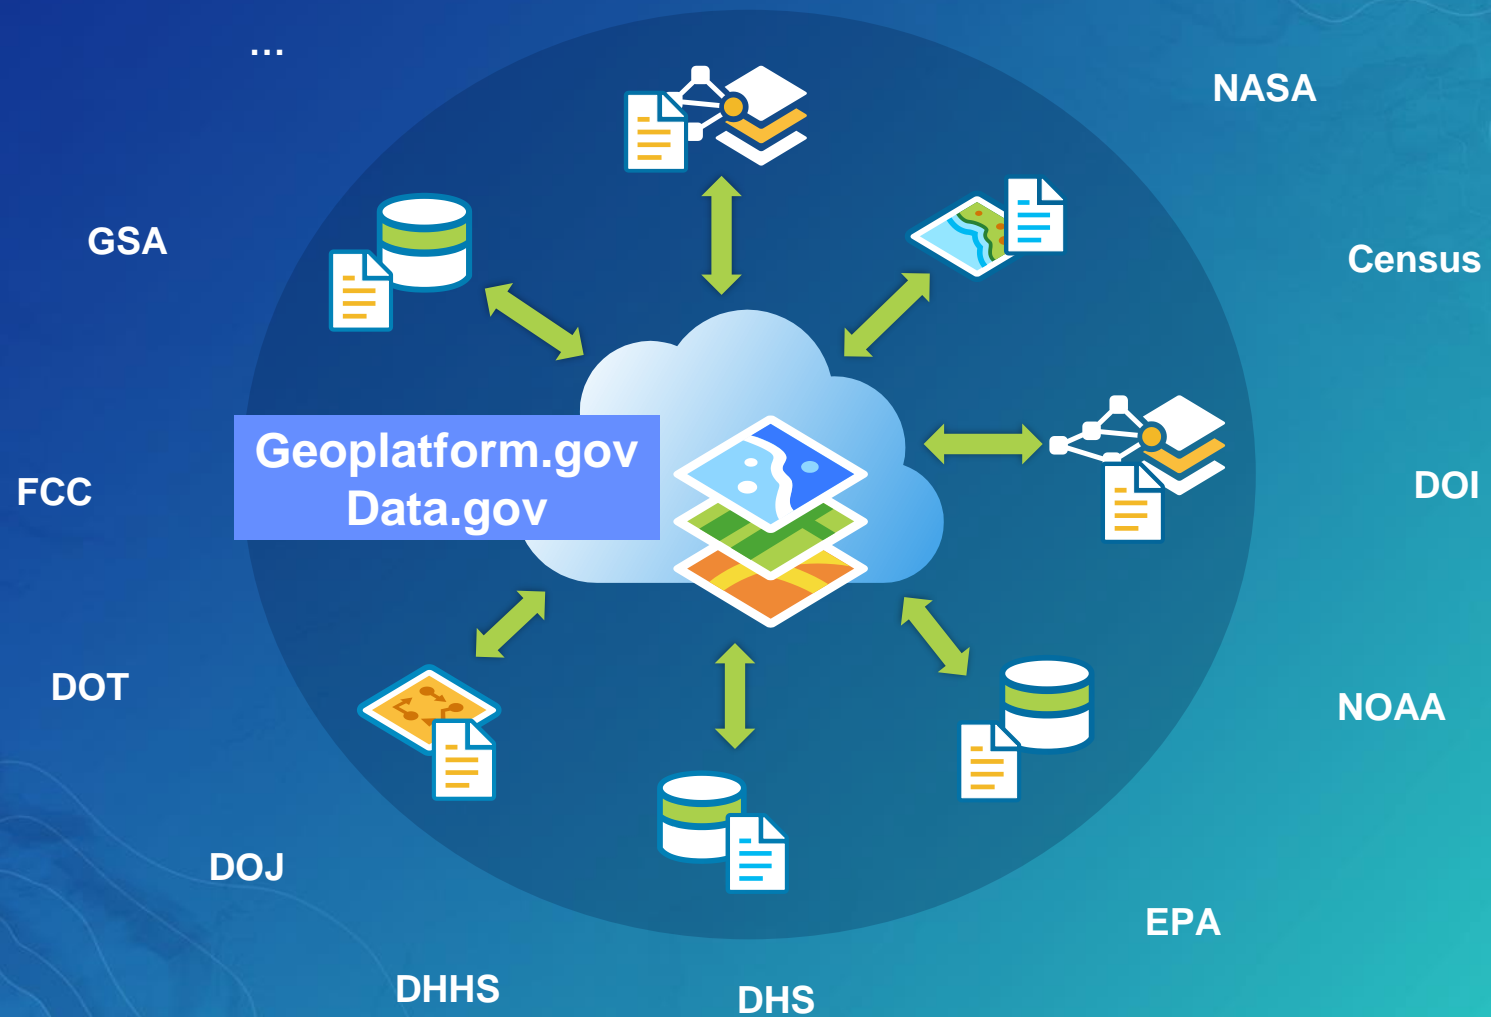 …
NASA
GSA
Census
Geoplatform.gov
Data.gov
FCC
DOI
DOT
NOAA
DOJ
EPA
DHHS
DHS